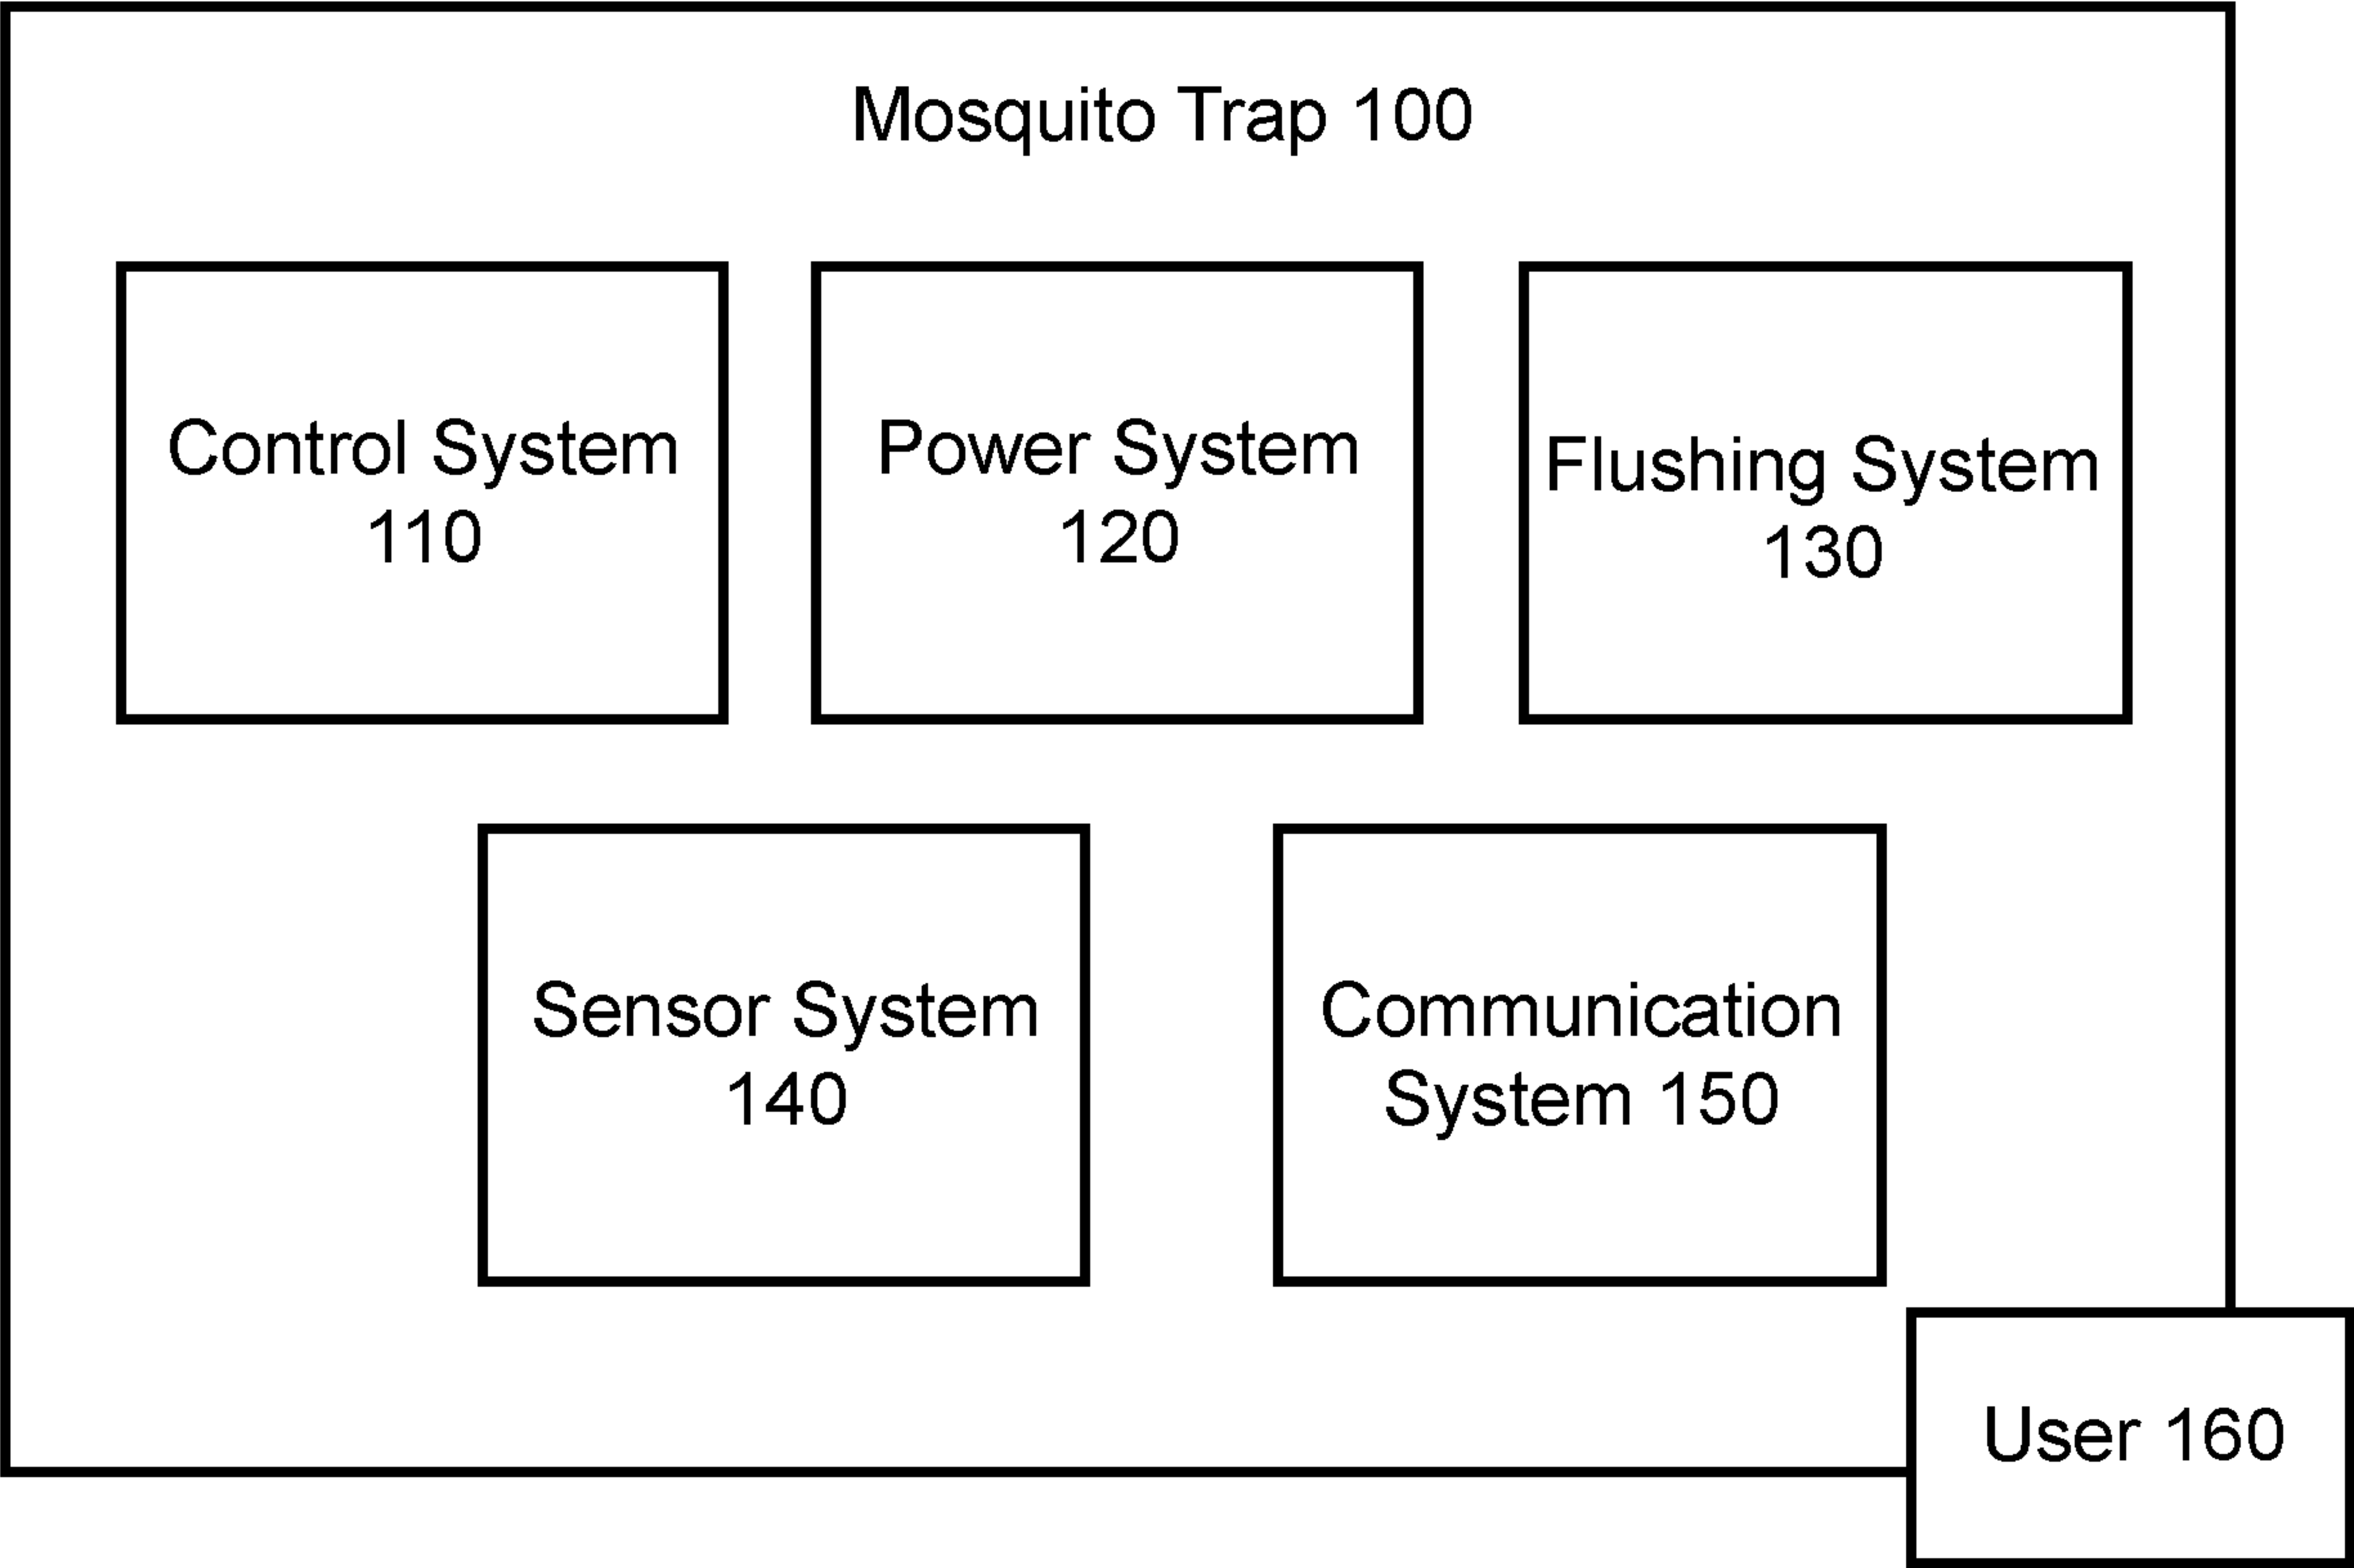 Mosquito Trap 100
Control System
110
Power System
120
Flushing System
130
Sensor System
140
Communication
System 150
User 160